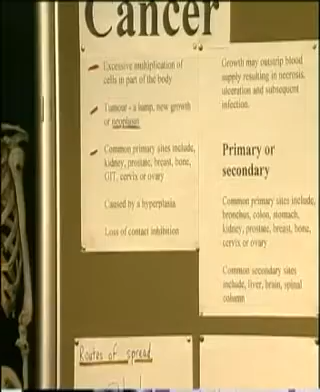 Cancer
Excessive multiplication of
cells in part of the body
Tumour - a lump, new growth
or neoplasm
Common primary sites include,
kidney, prostate, breast, bone,
GIT, cervix or ovary
Caused by a hyperplasia
Loss of contact inhibition
Growth may outstrip blood
supply resulting in necrosis,
ulceration and subsequent
infection.
Primary or
secondary
Common primary sites include,
bronchus, colon, stomach,
kidney, prostate, breast, bone,
cervix or ovary
Common secondary sites
include, liver, brain, spinal
column
Routes of spread